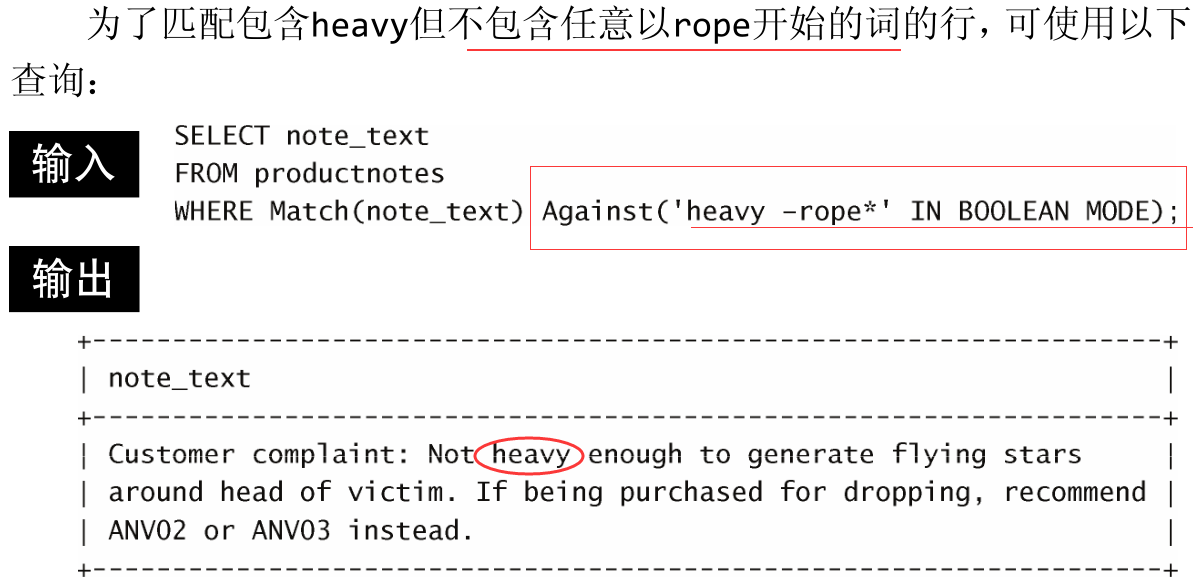 为了匹配包含heavy但不包含任意以rope开始的词的行，可使用以下
查询：
输入
SELECT note_text
FROM productnotes
WHERE Match(note_text) Against('heavy –rope*' IN BOOLEAN MODE);
输出
+-------------------------------------------------------------------+
| note_text |
+-------------------------------------------------------------------+
| Customer complaint: Not heavy enough to generate flying stars |
| around head of victim. If being purchased for dropping, recommend |
| ANV02 or ANV03 instead. |
+-------------------------------------------------------------------+